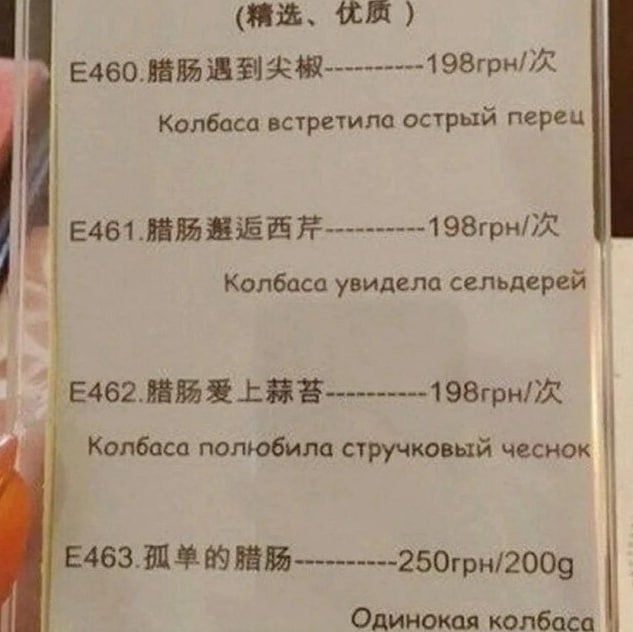 (精选、优质 )
E460.腊肠遇到尖椒----------198грн/次
Колбаса встретила острый перец
E461.腊肠邂逅西芹----------198грн/次
Колбаса увидела сельдерей
E462.腊肠爱上蒜苔----------198грн/次
Колбаса полюбила стручковый чеснок
E463.孤单的腊肠----------250грн/200g
Одинокая колбаса